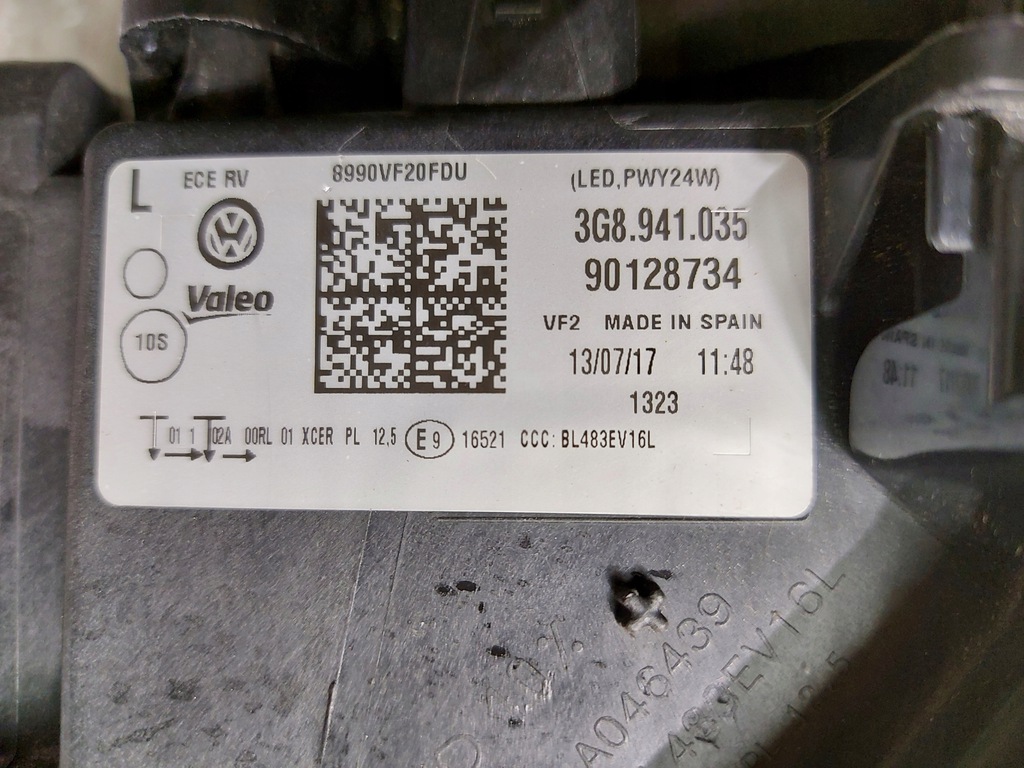 L
ECE RV
8990VF20FDU
(LED,PWY24W)
3G8.941.035
90128734
Valeo
10S
VF2 MADE IN SPAIN
13/07/17 11:48
1323
01 1 02A 00RL 01 XCER PL 12,5 E9 16521 CCC: BL483EV16L
A046439
483EV16L